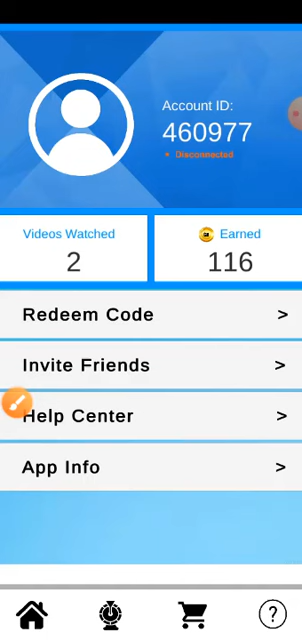 Account ID:
460977
Disconnected
Videos Watched
2
Earned
116
Redeem Code >
Invite Friends >
Help Center >
App Info >
?